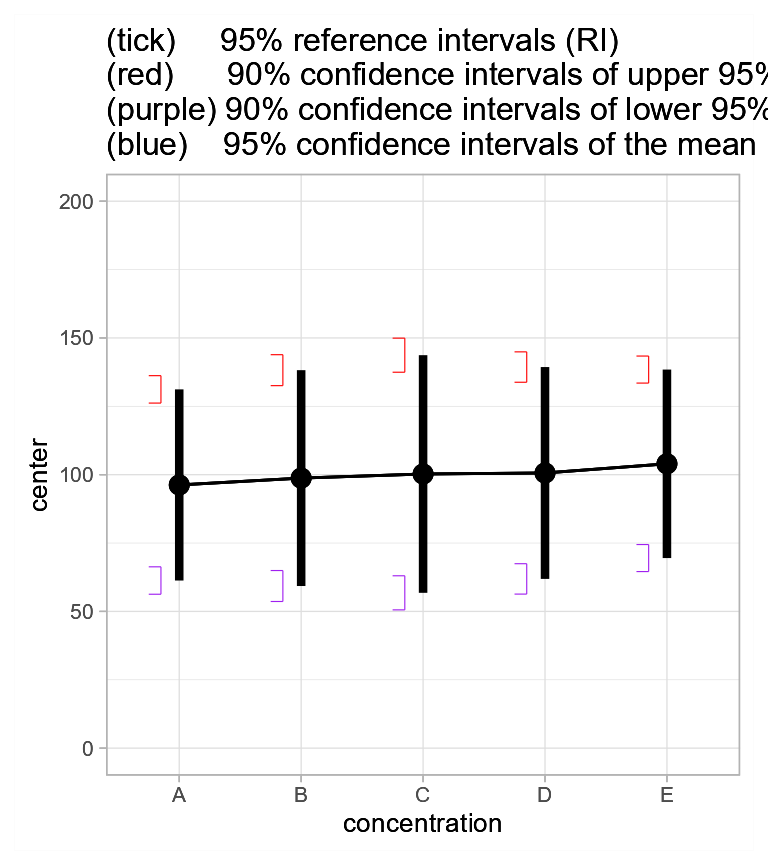 (tick) 95% reference intervals (RI)
(red) 90% confidence intervals of upper 95%
(purple) 90% confidence intervals of lower 95%
(blue) 95% confidence intervals of the mean
200
150
100
50
0
center
A B C D E
concentration